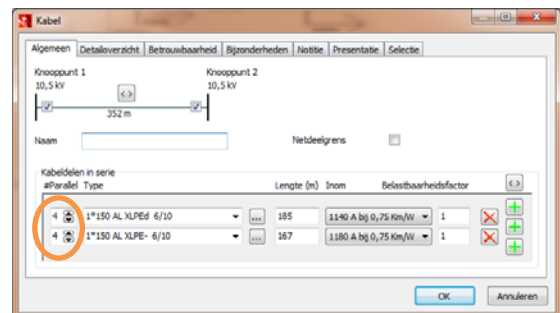 Kabel
Algemeen Detailoverzicht Betrouwbaarheid Bijzonderheden Notitie Presentatie Selectie
Knooppunt 1 Knooppunt 2
10,5 kV 10,5 kV
<>
352 m
Naam Netdeelgrens
Kabeldelen in serie
#Parallel Type Lengte (m) Inom Belastbaarheidsfactor <>
4 1*150 AL XLPEd 6/10 ... 185 1140 A bij 0,75 Km/W 1
4 1*150 AL XLPE- 6/10 ... 167 1180 A bij 0,75 Km/W 1
OK Annuleren